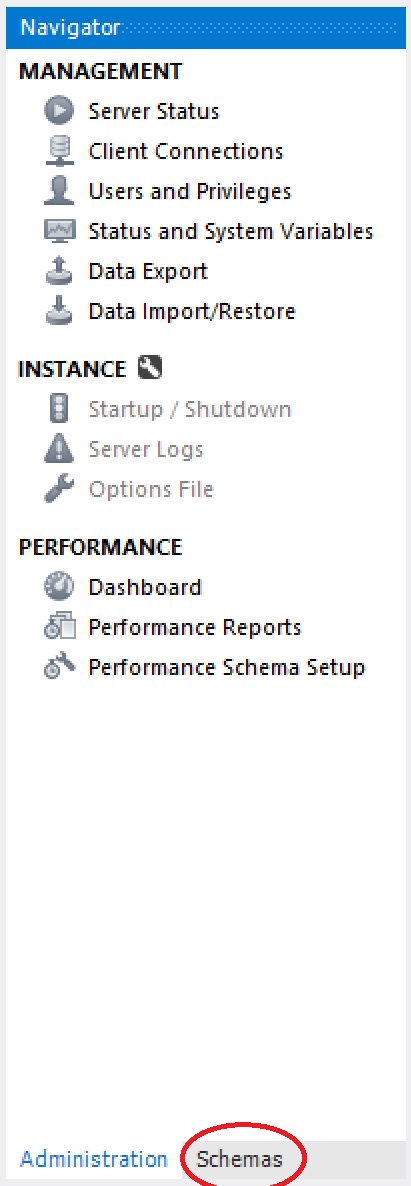 Navigator
MANAGEMENT
Server Status
Client Connections
Users and Privileges
Status and System Variables
Data Export
Data Import/Restore
INSTANCE
Startup / Shutdown
Server Logs
Options File
PERFORMANCE
Dashboard
Performance Reports
Performance Schema Setup
Administration Schemas